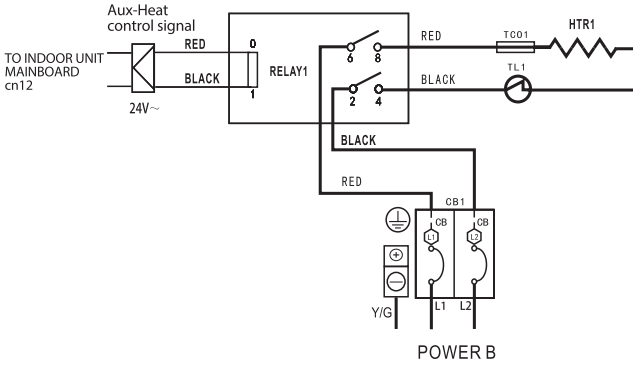 Aux-Heat
control signal
TO INDOOR UNIT
MAINBOARD
cn12
RED
BLACK
24V～
0
1
RELAY1
6 8
2 4
RED
TCO1
HTR1
BLACK
TL1
BLACK
RED
CB1
CB CB
L1 L2
Y/G
L1 L2
POWER B